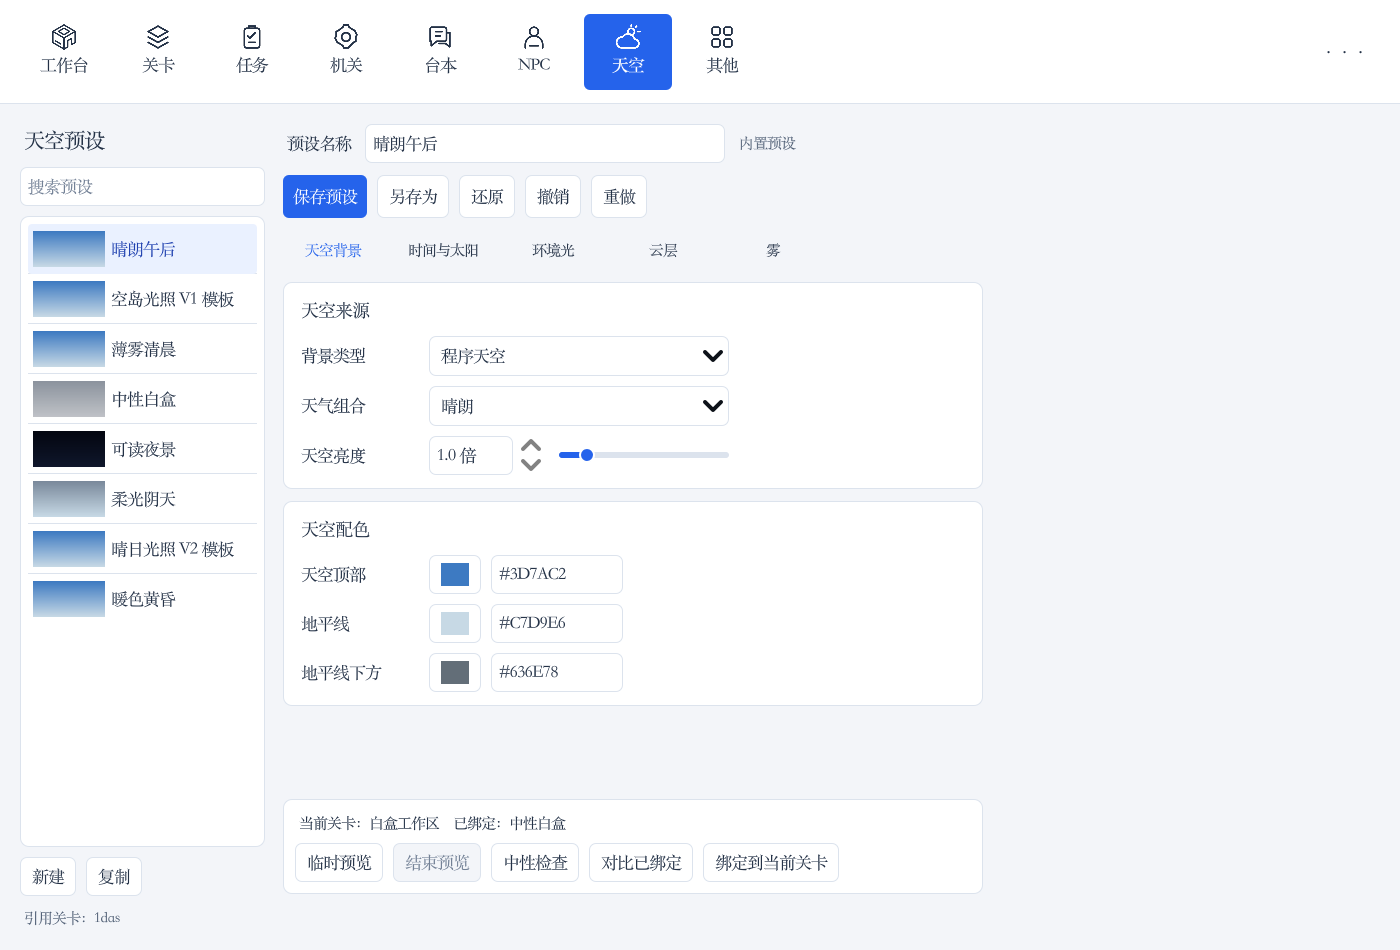 工作台 关卡 任务 机关 台本 NPC 天空 其他 . . .
天空预设
搜索预设
晴朗午后
空岛光照 V1 模板
薄雾清晨
中性白盒
可读夜景
柔光阴天
晴日光照 V2 模板
暖色黄昏
新建 复制
引用关卡：1das
预设名称 晴朗午后 内置预设
保存预设 另存为 还原 撤销 重做
天空背景 时间与太阳 环境光 云层 雾
天空来源
背景类型 程序天空
天气组合 晴朗
天空亮度 1.0 倍
天空配色
天空顶部 #3D7AC2
地平线 #C7D9E6
地平线下方 #636E78
当前关卡：白盒工作区 已绑定：中性白盒
临时预览 结束预览 中性检查 对比已绑定 绑定到当前关卡